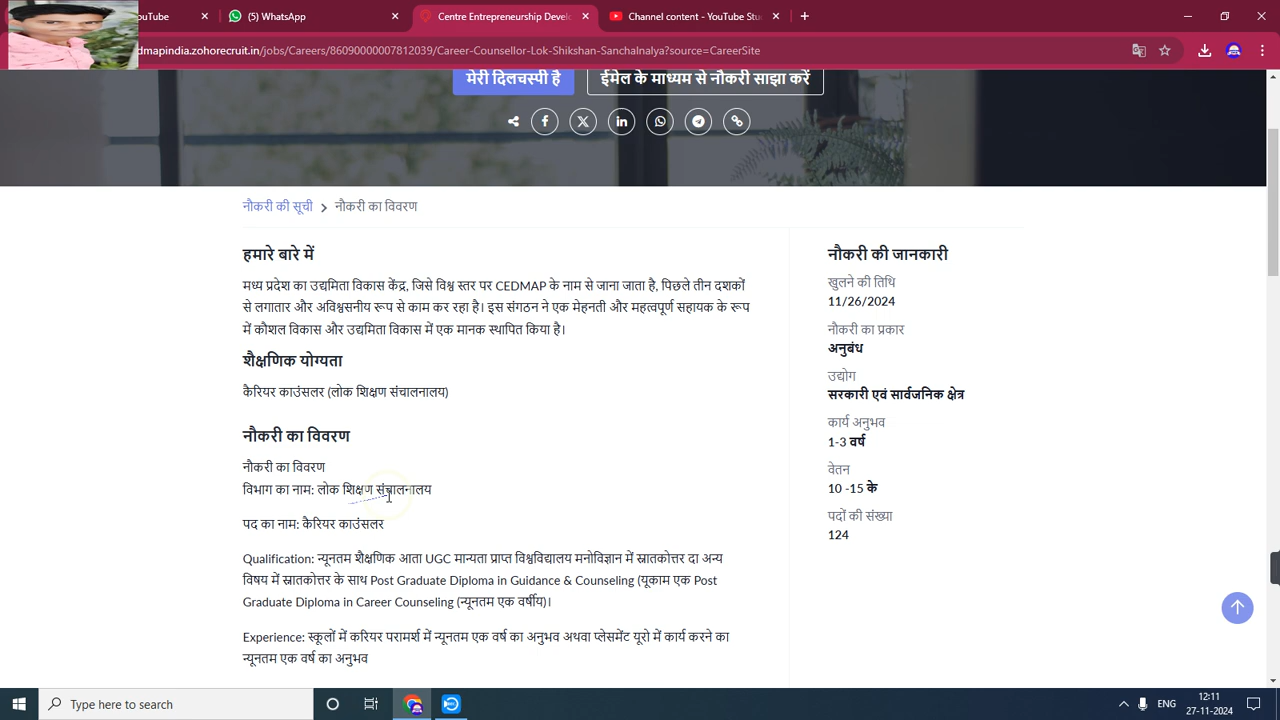 ouTube
(5) WhatsApp
Centre Entrepreneurship Develo
Channel content - YouTube Stu
dmapindia.zohorecruit.in/jobs/Careers/86090000007812039/Career-Counsellor-Lok-Shikshan-Sanchalnalya?source=CareerSite
मेरी दिलचस्पी है
ईमेल के माध्यम से नौकरी साझा करें
नौकरी की सूची > नौकरी का विवरण
हमारे बारे में
मध्य प्रदेश का उद्यमिता विकास केंद्र, जिसे विश्व स्तर पर CEDMAP के नाम से जाना जाता है, पिछले तीन दशकों
से लगातार और अविश्वसनीय रूप से काम कर रहा है। इस संगठन ने एक मेहनती और महत्वपूर्ण सहायक के रूप
में कौशल विकास और उद्यमिता विकास में एक मानक स्थापित किया है।
शैक्षणिक योग्यता
कैरियर काउंसलर (लोक शिक्षण संचालनालय)
नौकरी का विवरण
नौकरी का विवरण
विभाग का नाम: लोक शिक्षण संचालनालय
पद का नाम: कैरियर काउंसलर
Qualification: न्यूनतम शैक्षणिक आता UGC मान्यता प्राप्त विश्वविद्यालय मनोविज्ञान में स्नातकोत्तर दा अन्य
विषय में स्नातकोत्तर के साथ Post Graduate Diploma in Guidance & Counseling (यूकाम एक Post
Graduate Diploma in Career Counseling (न्यूनतम एक वर्षीय)।
Experience: स्कूलों में करियर परामर्श में न्यूनतम एक वर्ष का अनुभव अथवा प्लेसमेंट यूरो में कार्य करने का
न्यूनतम एक वर्ष का अनुभव
नौकरी की जानकारी
खुलने की तिथि
11/26/2024
नौकरी का प्रकार
अनुबंध
उद्योग
सरकारी एवं सार्वजनिक क्षेत्र
कार्य अनुभव
1-3 वर्ष
वेतन
10 -15 के
पदों की संख्या
124
Type here to search
ENG
12:11
27-11-2024